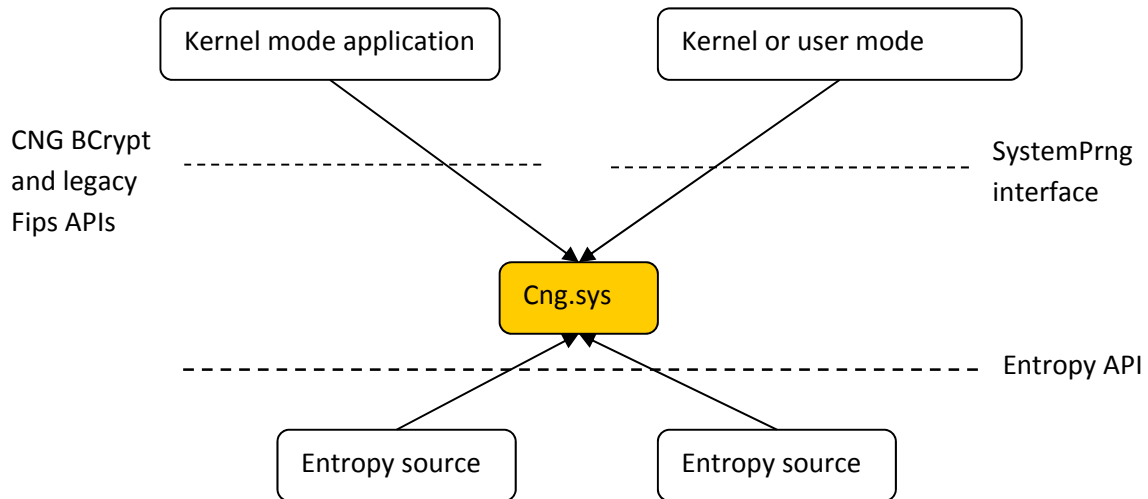 Kernel mode application
Kernel or user mode
CNG BCrypt
and legacy
Fips APIs
SystemPrng
interface
Cng.sys
Entropy API
Entropy source
Entropy source